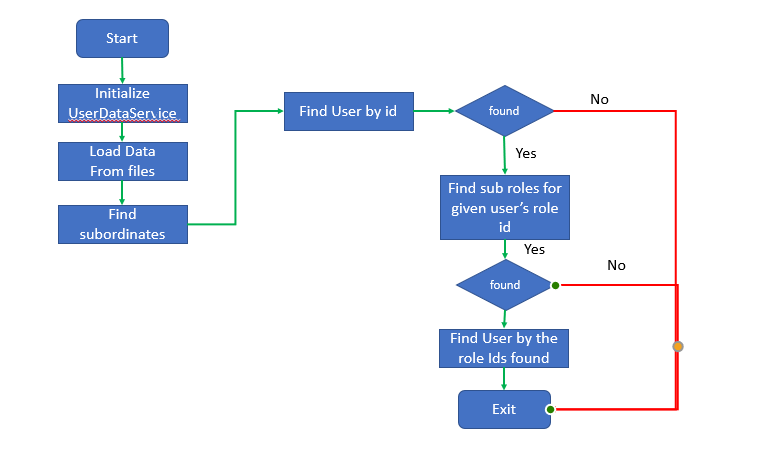 Start
Initialize
UserDataService
Load Data
From files
Find
subordinates
Find User by id
found
No
Yes
Find sub roles for
given user's role
id
Yes
found
No
Find User by the
role Ids found
Exit